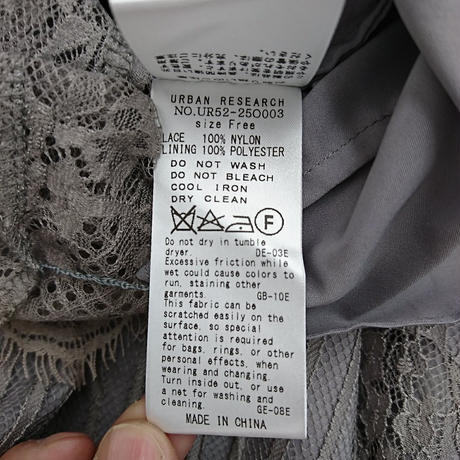 URBAN RESEARCH
NO.UR52-25O003
size Free
LACE 100% NYLON
LINING 100% POLYESTER
DO NOT WASH
DO NOT BLEACH
COOL IRON
DRY CLEAN
F
Do not dry in tumble
dryer. DE-03E
Excessive friction while
wet could cause colors to
run, staining other
garments. GB-10E
This fabric can be
scratched easily on the
surface, so special
attention is required
for bags, rings, or other
personal effects, when
wearing and changing.
Turn inside out, or use
a net for washing and
cleaning. GE-08E
MADE IN CHINA